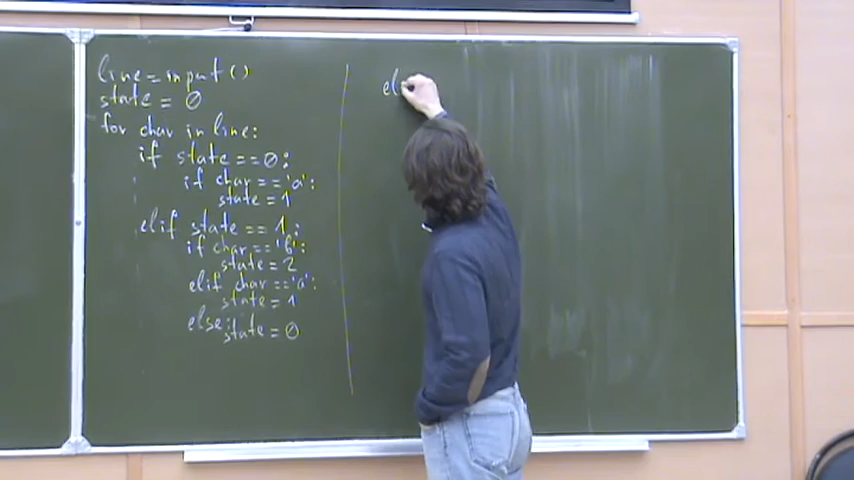 line = input ()
state = 0
for char in line:
if state == 0:
if char == 'a':
state = 1
elif state == 1:
if char == 'b':
state = 2
elif char == 'a':
state = 1
else:
state = 0
el